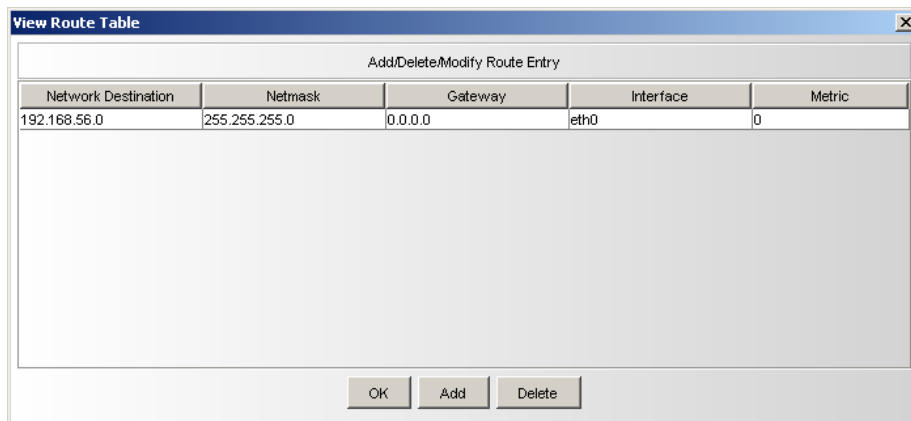 View Route Table
Add/Delete/Modify Route Entry
Network Destination Netmask Gateway Interface Metric
192.168.56.0 255.255.255.0 0.0.0.0 eth0 0
OK Add Delete